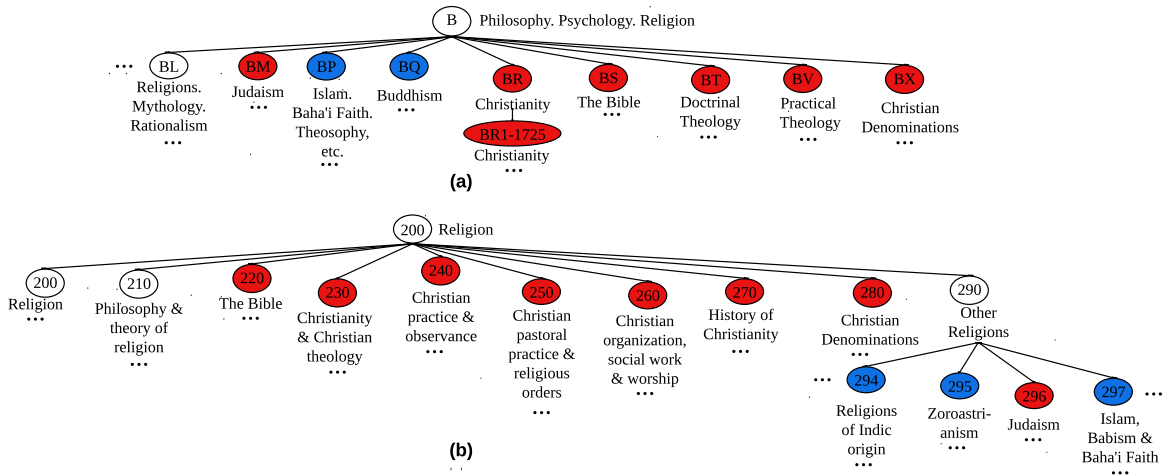 B Philosophy. Psychology. Religion
... BL BM BP BQ BR BS BT BV BX
Religions.
Mythology.
Rationalism
...
Judaism
...
Islam.
Baha'i Faith.
Theosophy,
etc.
...
Buddhism
...
Christianity
BR1-1725
Christianity
...
The Bible
...
Doctrinal
Theology
...
Practical
Theology
...
Christian
Denominations
...
(a)
200 Religion
200 210 220 230 240 250 260 270 280 290
Religion
...
Philosophy &
theory of
religion
...
The Bible
...
Christianity
& Christian
theology
...
Christian
practice &
observance
...
Christian
pastoral
practice &
religious
orders
...
Christian
organization,
social work
& worship
...
History of
Christianity
...
Christian
Denominations
...
Other
Religions
... 294 295 296 297 ...
Religions
of Indic
origin
...
Zoroastri-
anism
...
Judaism
...
Islam,
Babism &
Baha'i Faith
...
(b)